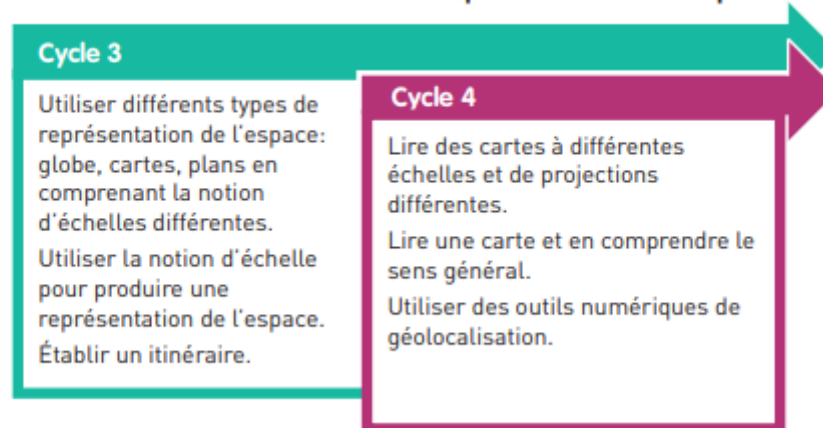 Cycle 3
Utiliser différents types de
représentation de l'espace:
globe, cartes, plans en
comprenant la notion
d'échelles différentes.
Utiliser la notion d'échelle
pour produire une
représentation de l'espace.
Établir un itinéraire.
Cycle 4
Lire des cartes à différentes
échelles et de projections
différentes.
Lire une carte et en comprendre le
sens général.
Utiliser des outils numériques de
géolocalisation.